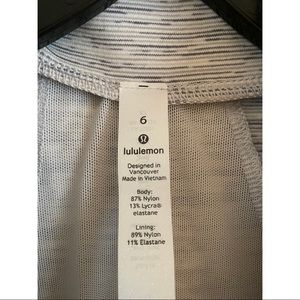 6
lululemon
Designed in
Vancouver
Made in Vietnam
Body:
87% Nylon
13% Lycra®
elastane
Lining:
89% Nylon
11% Elastane